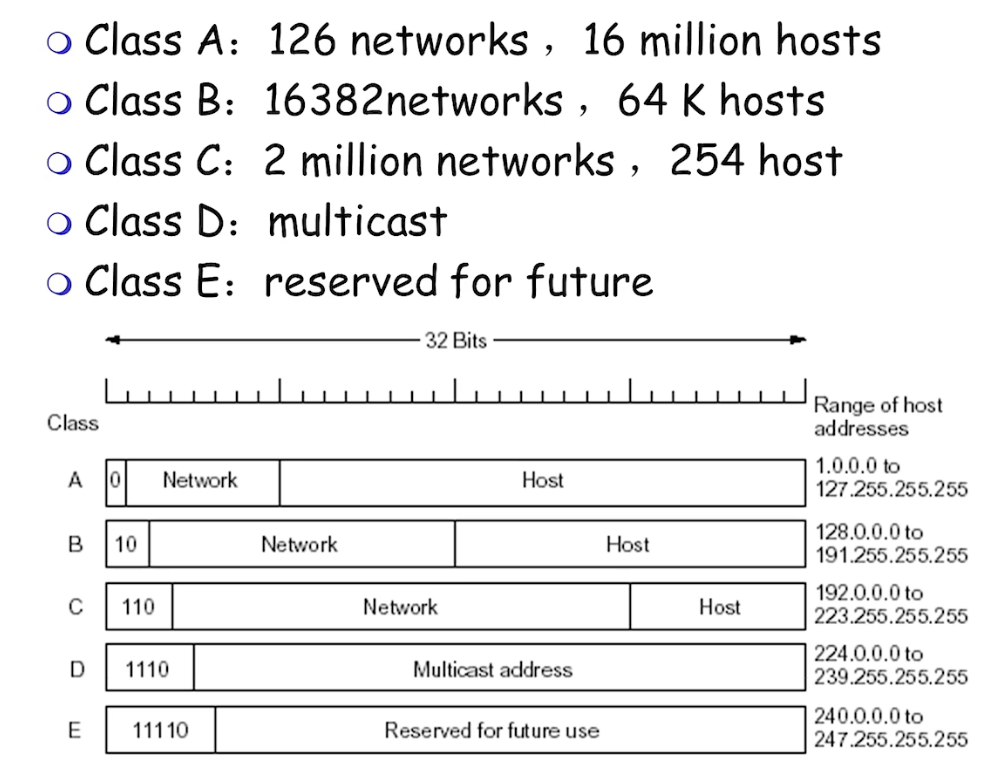 Class A：126 networks，16 million hosts
Class B：16382networks，64 K hosts
Class C：2 million networks，254 host
Class D：multicast
Class E：reserved for future
32 Bits
Class
Range of host
addresses
A 0 Network Host 1.0.0.0 to
127.255.255.255
B 10 Network Host 128.0.0.0 to
191.255.255.255
C 110 Network Host 192.0.0.0 to
223.255.255.255
D 1110 Multicast address 224.0.0.0 to
239.255.255.255
E 11110 Reserved for future use 240.0.0.0 to
247.255.255.255